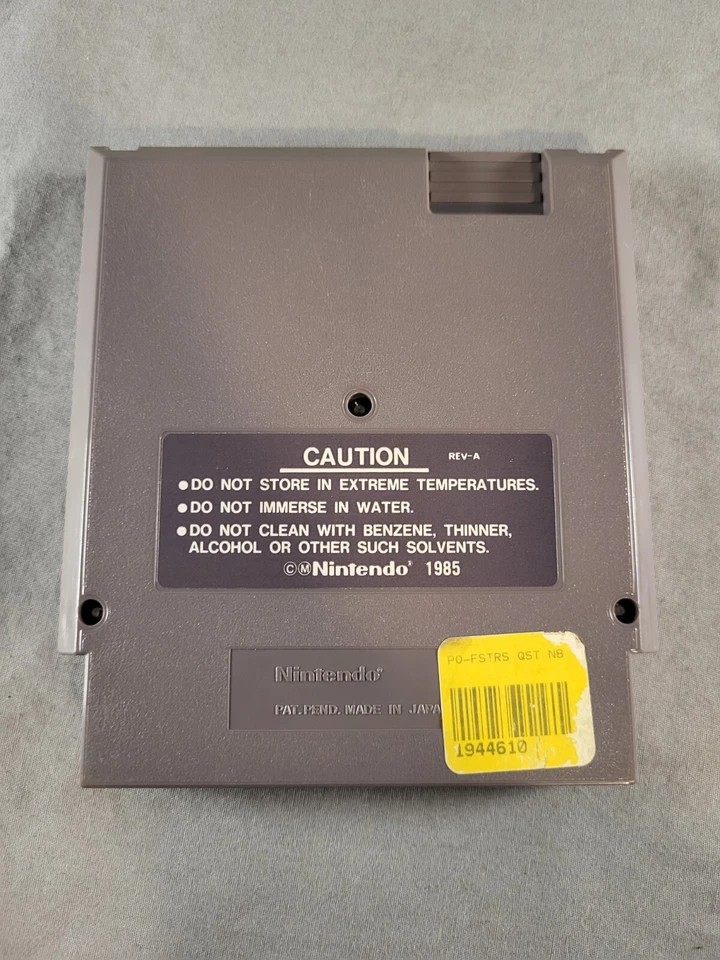 CAUTION REV-A
●DO NOT STORE IN EXTREME TEMPERATURES.
●DO NOT IMMERSE IN WATER.
●DO NOT CLEAN WITH BENZENE, THINNER,
ALCOHOL OR OTHER SUCH SOLVENTS.
©ⓂNintendo® 1985
Nintendo®
PAT. PEND. MADE IN JAPA
PO-FSTRS QST NB
1944610